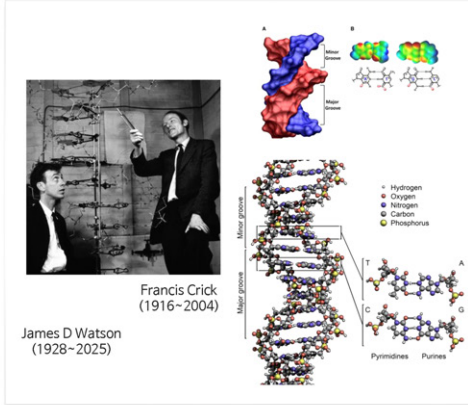 A
B
Minor
Groove
Major
Groove
Francis Crick
(1916~2004)
James D Watson
(1928~2025)
Minor groove
Major groove
Hydrogen
Oxygen
Nitrogen
Carbon
Phosphorus
T
A
C
G
Pyrimidines
Purines